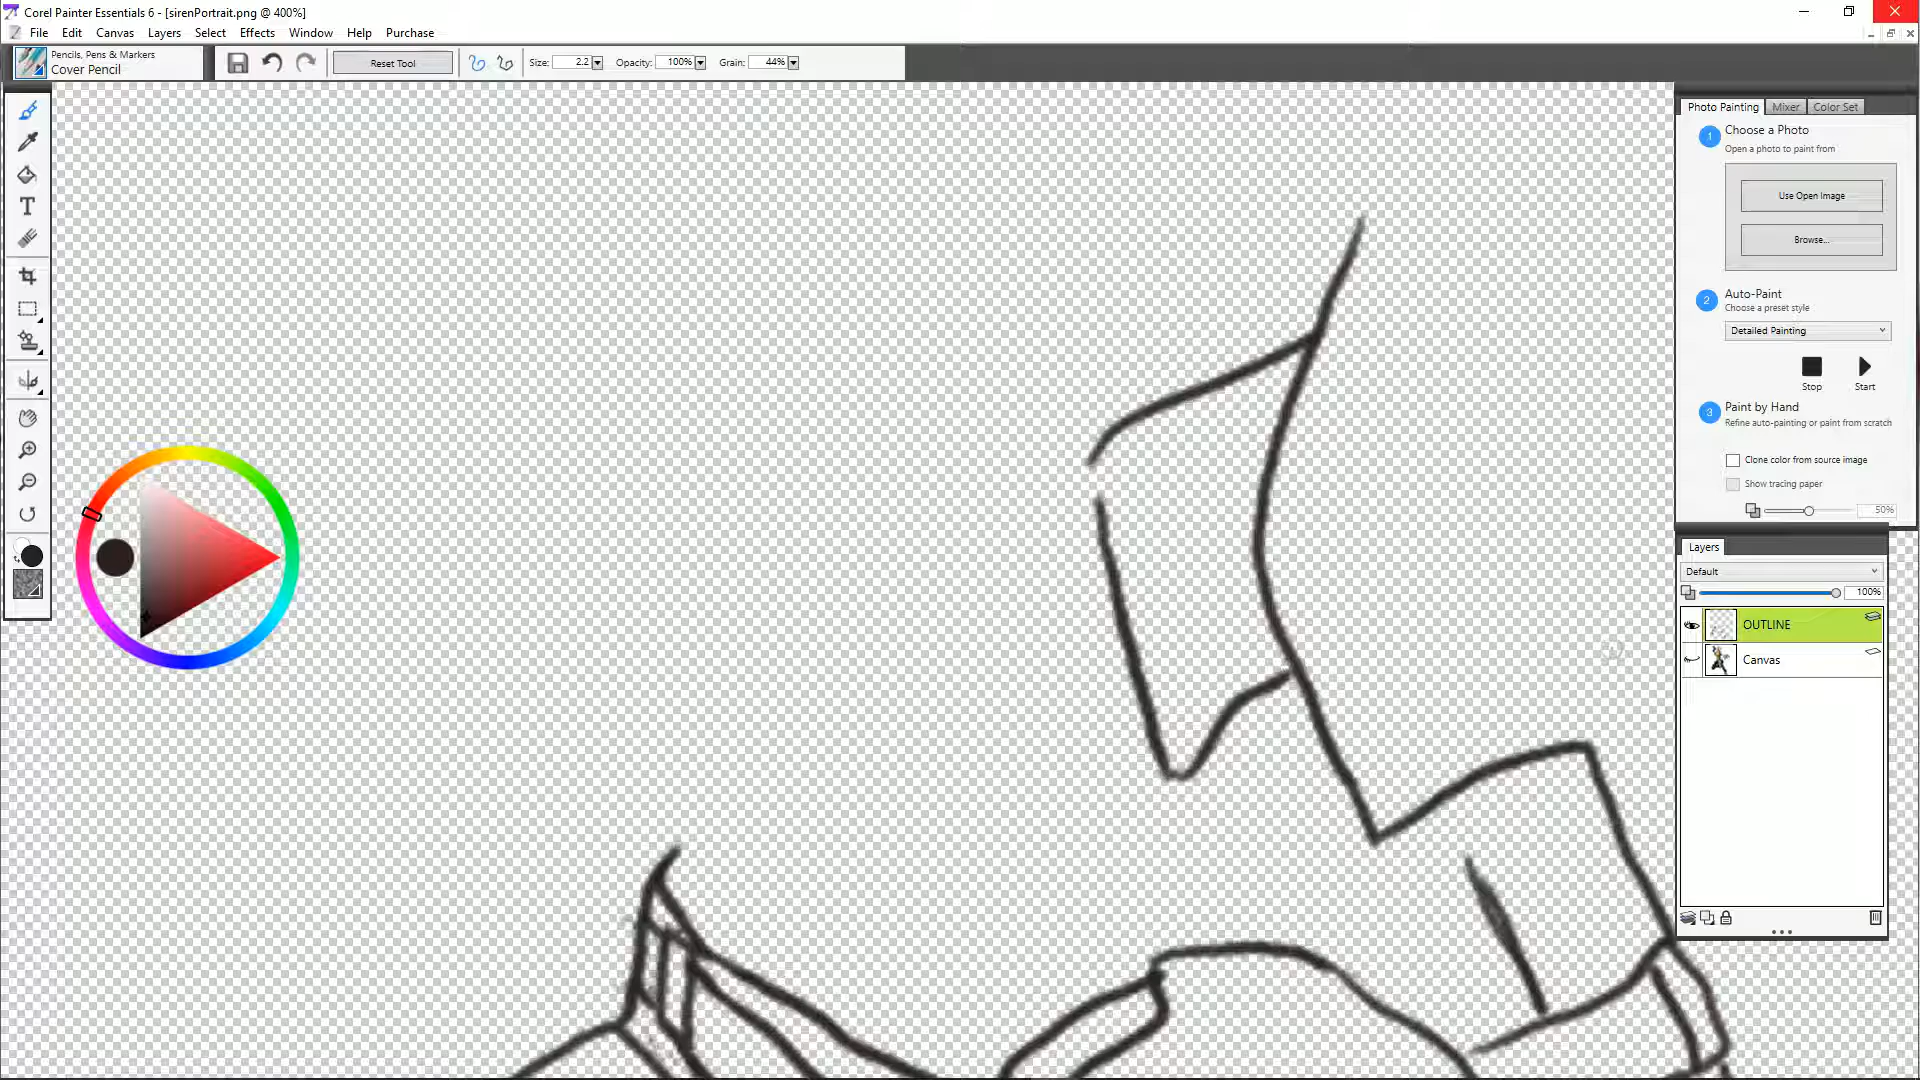 Corel Painter Essentials 6 - [sirenPortrait.png @ 400%]
File Edit Canvas Layers Select Effects Window Help Purchase
Pencils, Pens & Markers
Cover Pencil
Reset Tool
Size: 2.2
Opacity: 100%
Grain: 44%
Photo Painting Mixer Color Set
1 Choose a Photo
Open a photo to paint from
Use Open Image
Browse...
2 Auto-Paint
Choose a preset style
Detailed Painting
Stop Start
3 Paint by Hand
Refine auto-painting or paint from scratch
Clone color from source image
Show tracing paper
50%
Layers
Default
100%
OUTLINE
Canvas